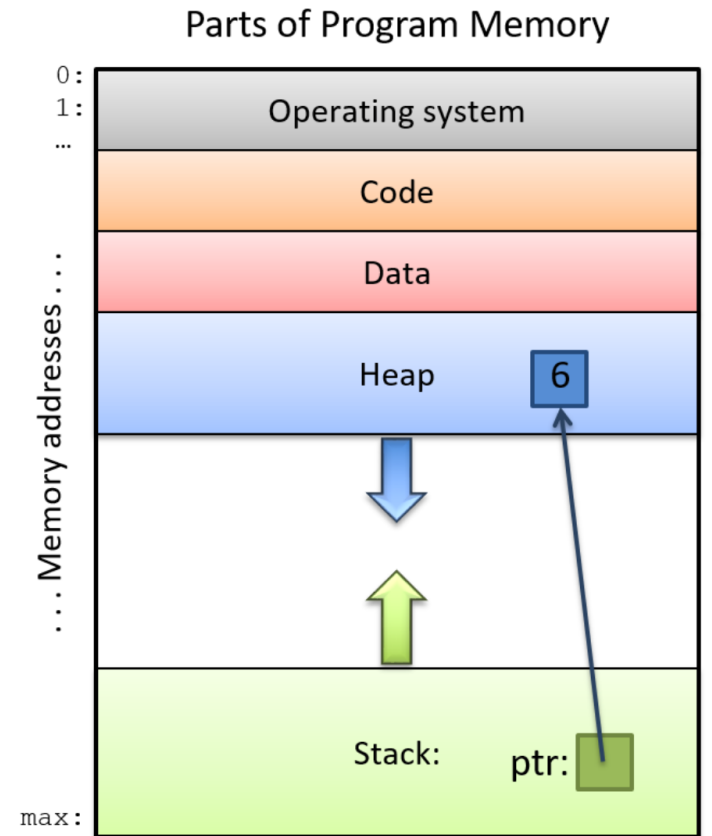 Parts of Program Memory
0:
1:
…
Operating system
Code
Data
. . . Memory addresses . . .
Heap
6
Stack:
ptr:
max: